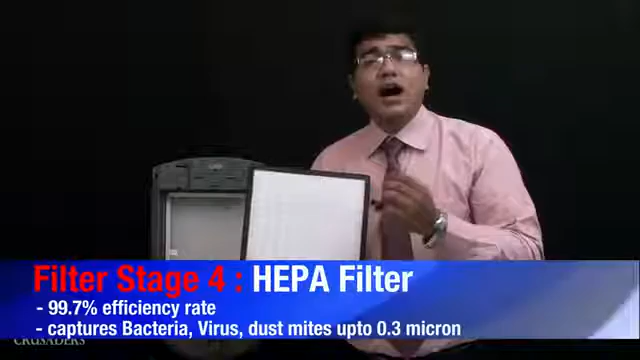 Filter Stage 4 : HEPA Filter
- 99.7% efficiency rate
- captures Bacteria, Virus, dust mites upto 0.3 micron
CRUSADERS